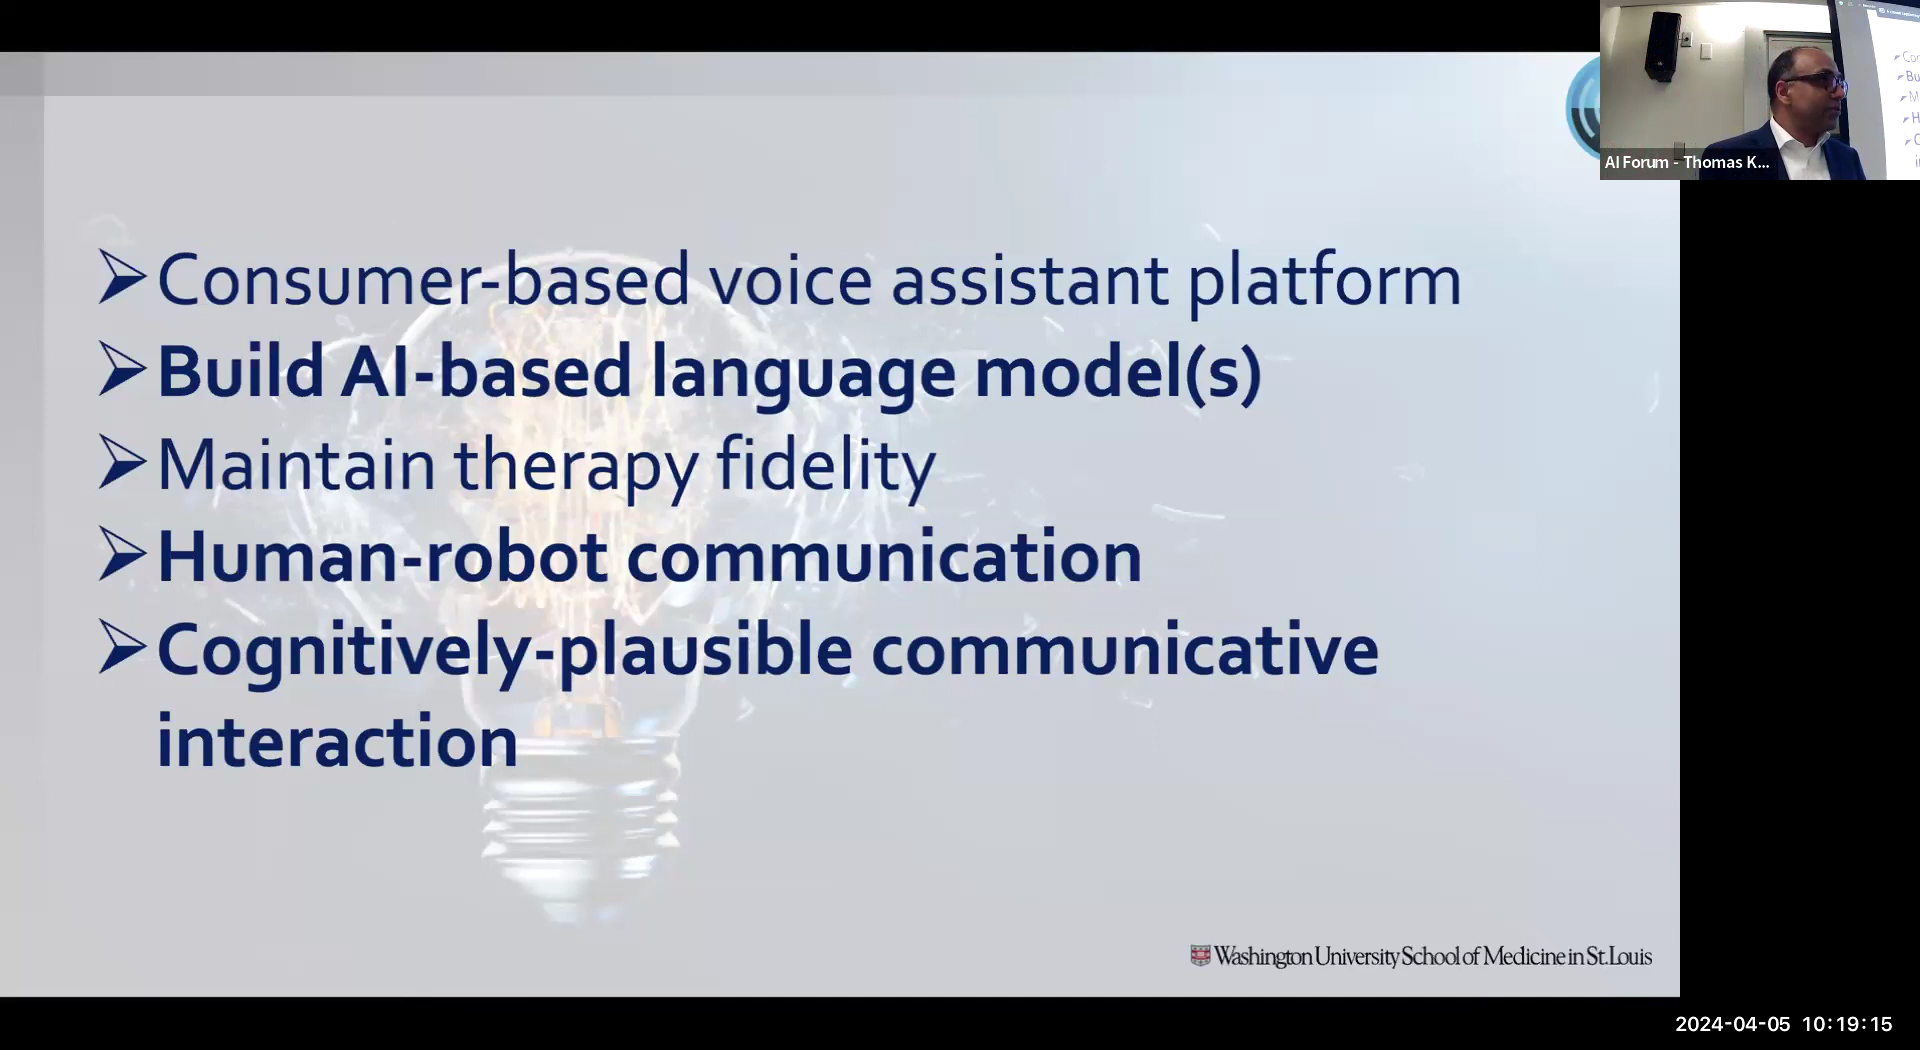 ➢Consumer-based voice assistant platform
➢Build AI-based language model(s)
➢Maintain therapy fidelity
➢Human-robot communication
➢Cognitively-plausible communicative
interaction
Washington University School of Medicine in St. Louis
AI Forum - Thomas K...
2024-04-05 10:19:15